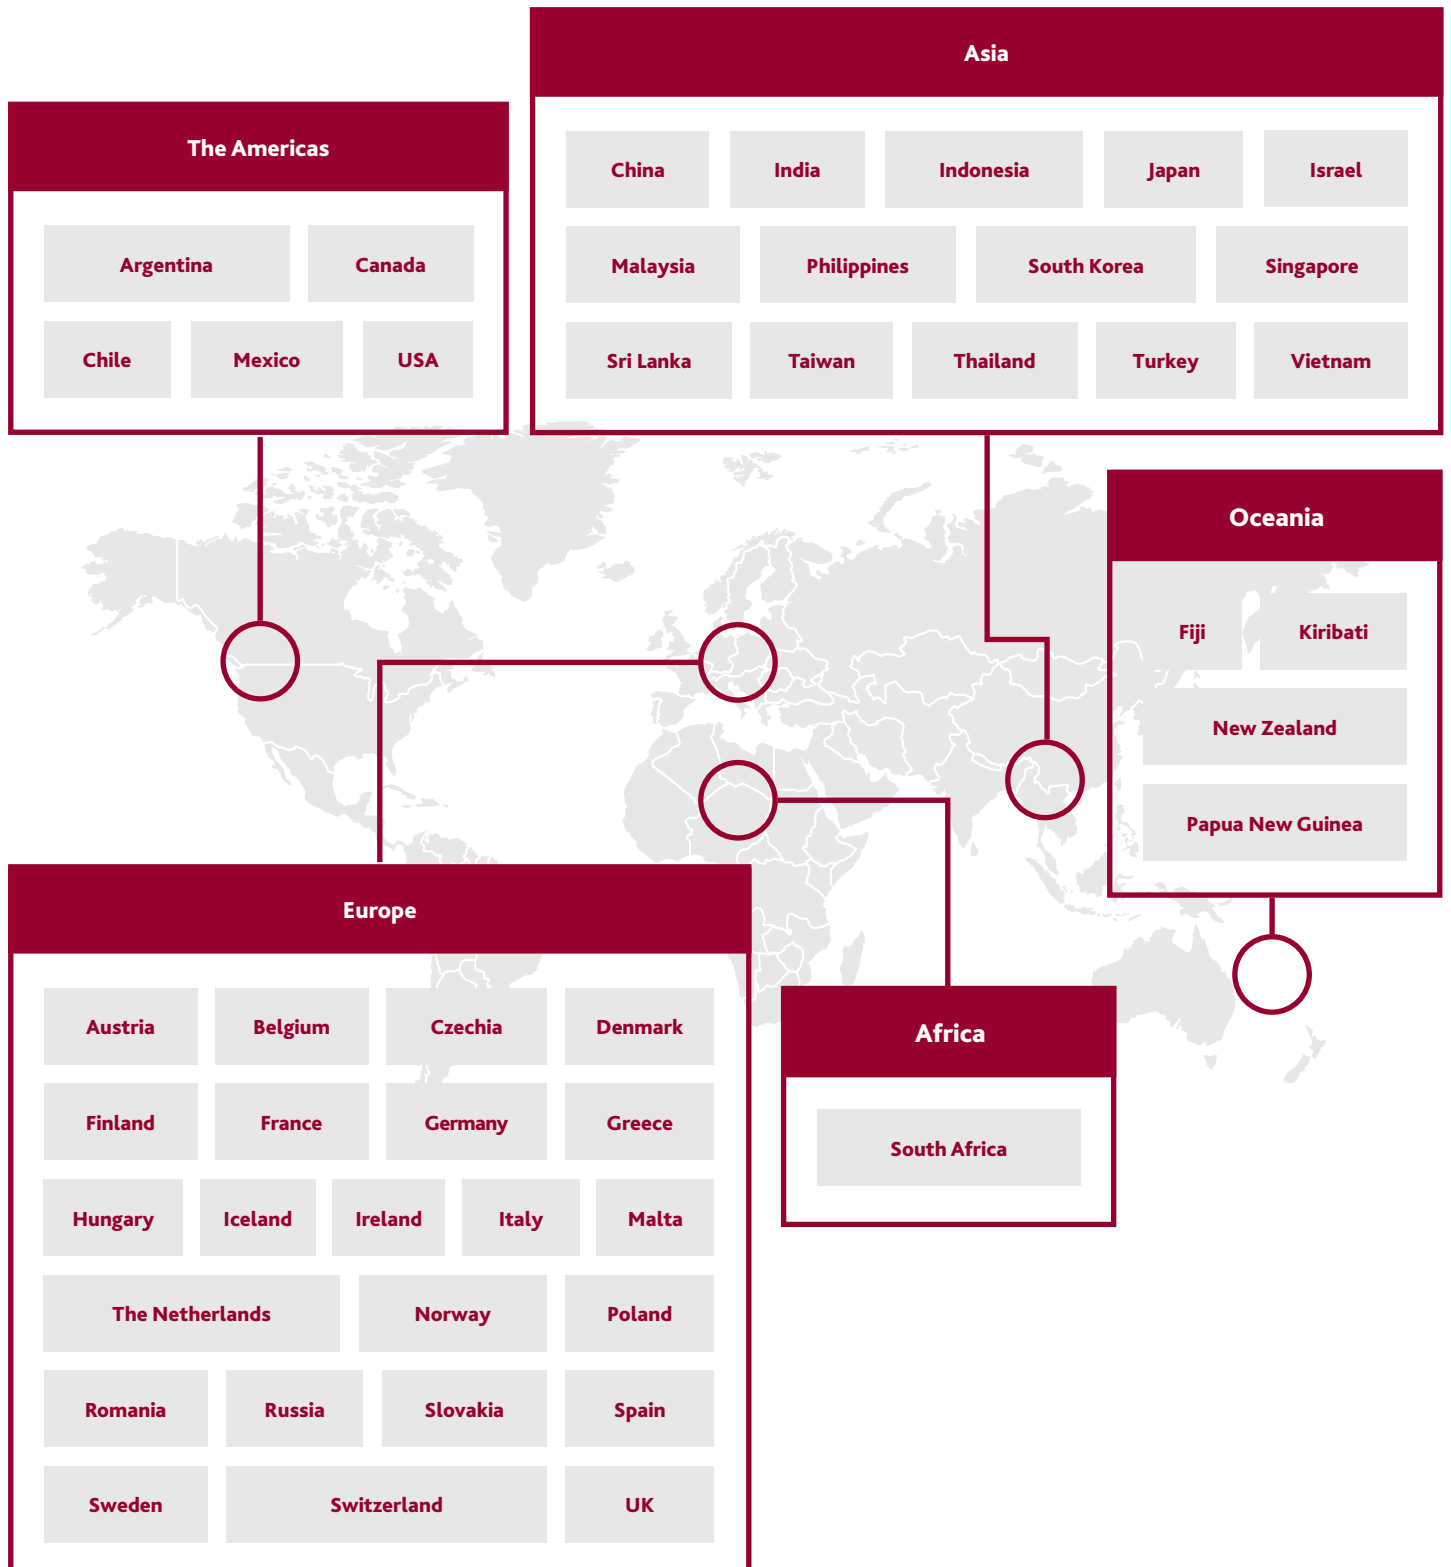 Asia
China India Indonesia Japan Israel
Malaysia Philippines South Korea Singapore
Sri Lanka Taiwan Thailand Turkey Vietnam
The Americas
Argentina Canada
Chile Mexico USA
Oceania
Fiji Kiribati
New Zealand
Papua New Guinea
Europe
Austria Belgium Czechia Denmark
Finland France Germany Greece
Hungary Iceland Ireland Italy Malta
The Netherlands Norway Poland
Romania Russia Slovakia Spain
Sweden Switzerland UK
Africa
South Africa